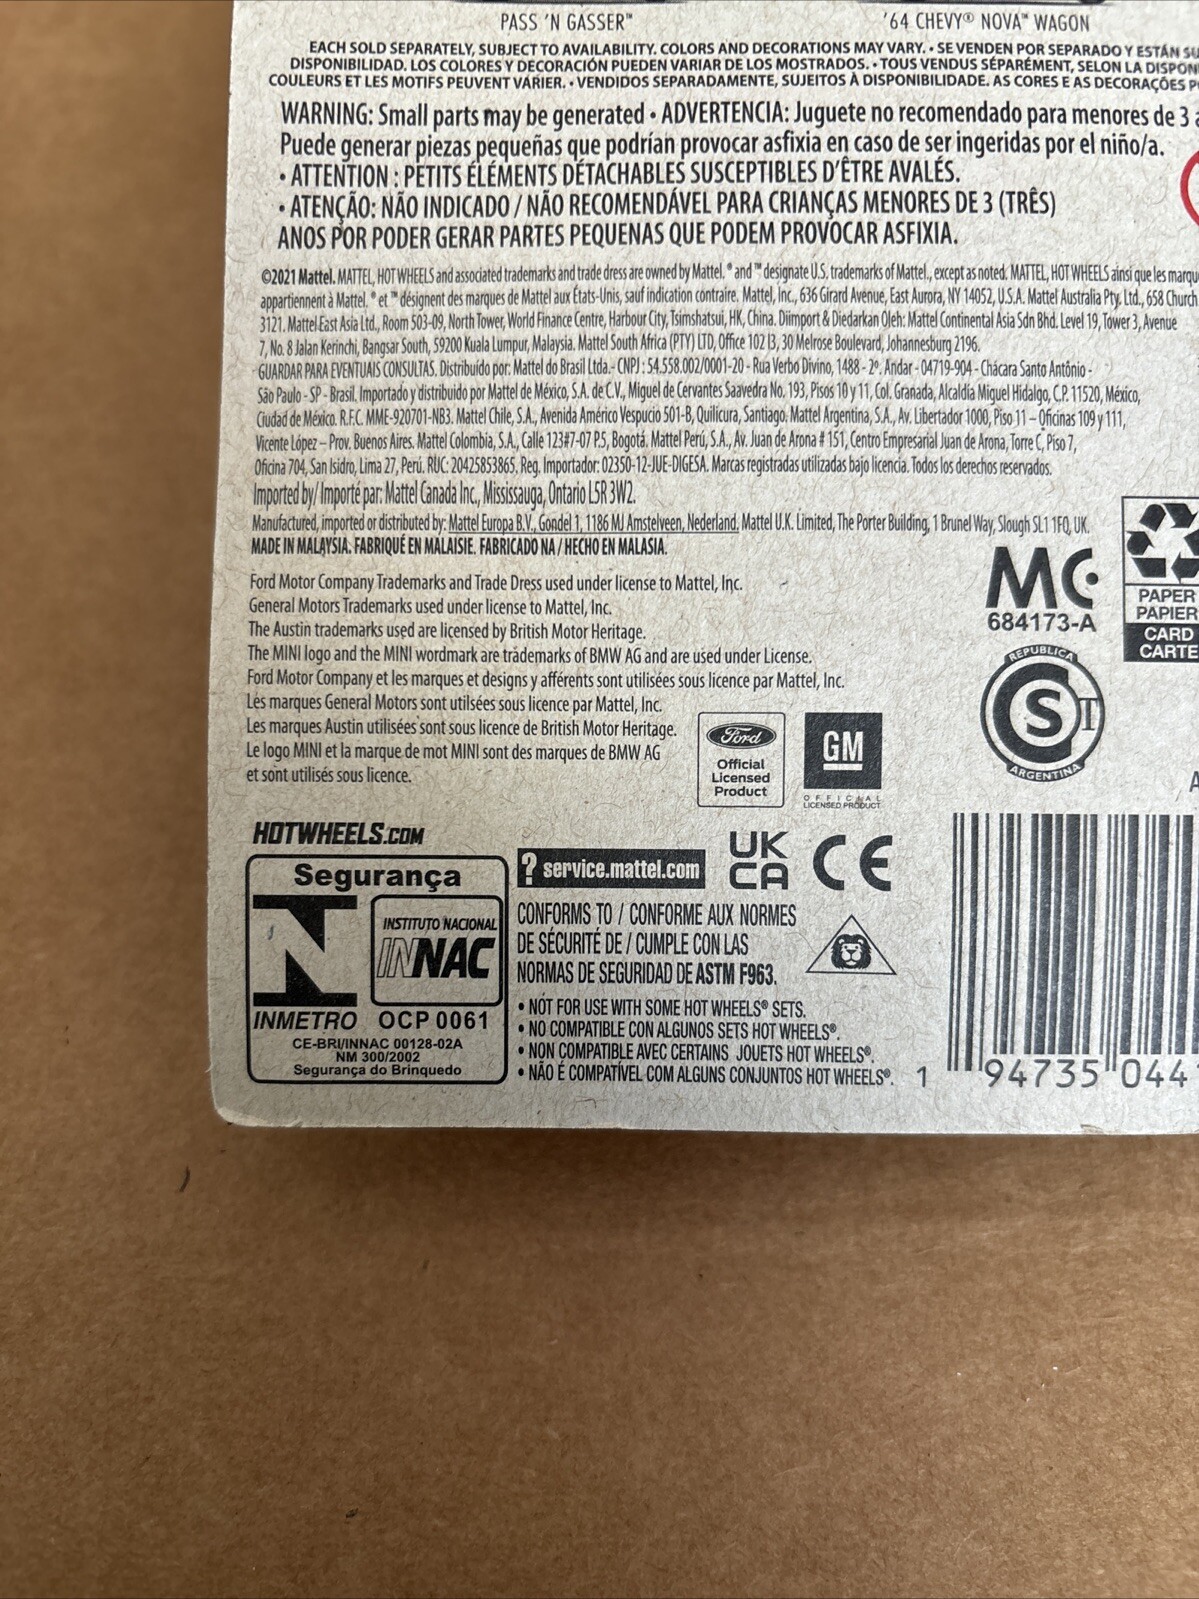 PASS 'N GASSER™
'64 CHEVY® NOVA™ WAGON
EACH SOLD SEPARATELY, SUBJECT TO AVAILABILITY. COLORS AND DECORATIONS MAY VARY. • SE VENDEN POR SEPARADO Y ESTÁN
DISPONIBILIDAD. LOS COLORES Y DECORACIÓN PUEDEN VARIAR DE LOS MOSTRADOS. • TOUS VENDUS SÉPARÉMENT, SELON LA
COULEURS ET LES MOTIFS PEUVENT VARIER. • VENDIDOS SEPARADAMENTE, SUJEITOS À DISPONIBILIDADE. AS CORES E AS DECORAÇÕES
WARNING: Small parts may be generated • ADVERTENCIA: Juguete no recomendado para menores de 3
Puede generar piezas pequeñas que podrían provocar asfixia en caso de ser ingeridas por el niño/a.
• ATTENTION : PETITS ÉLÉMENTS DÉTACHABLES SUSCEPTIBLES D'ÊTRE AVALÉS.
• ATENÇÃO: NÃO INDICADO / NÃO RECOMENDÁVEL PARA CRIANÇAS MENORES DE 3 (TRÊS)
ANOS POR PODER GERAR PARTES PEQUENAS QUE PODEM PROVOCAR ASFIXIA.
©2021 Mattel. MATTEL, HOT WHEELS and associated trademarks and trade dress are owned by Mattel. ® and ™ designate U.S. trademarks of Mattel., except as noted. MATTEL, HOT WHEELS ainsi que les
appartiennent à Mattel. ® et ™ désignent des marques de Mattel aux États-Unis, sauf indication contraire. Mattel, Inc., 636 Girard Avenue, East Aurora, NY 14052, U.S.A. Mattel Australia Pty. Ltd., 658 Church
3121. Mattel East Asia Ltd., Room 503-09, North Tower, World Finance Centre, Harbour City, Tsimshatsui, HK, China. Diimport & Diedarkan Oleh: Mattel Continental Asia Sdn Bhd. Level 19, Tower 3, Avenue
7, No. 8 Jalan Kerinchi, Bangsar South, 59200 Kuala Lumpur, Malaysia. Mattel South Africa (PTY) LTD, Office 102 I3, 30 Melrose Boulevard, Johannesburg 2196.
GUARDAR PARA EVENTUAIS CONSULTAS. Distribuido por: Mattel do Brasil Ltda.- CNPJ : 54.558.002/0001-20 - Rua Verbo Divino, 1488 - 2º. Andar - 04719-904 - Chácara Santo Antônio -
São Paulo - SP - Brasil. Importado y distribuido por Mattel de México, S.A. de C.V., Miguel de Cervantes Saavedra No. 193, Pisos 10 y 11, Col. Granada, Alcaldía Miguel Hidalgo, C.P. 11520, México,
Ciudad de México. R.F.C. MME-920701-NB3. Mattel Chile, S.A., Avenida Américo Vespucio 501-B, Quilicura, Santiago. Mattel Argentina, S.A., Av. Libertador 1000, Piso 11 – Oficinas 109 y 111,
Vicente López – Prov. Buenos Aires. Mattel Colombia, S.A., Calle 123#7-07 P.5, Bogotá. Mattel Perú, S.A., Av. Juan de Arona # 151, Centro Empresarial Juan de Arona, Torre C, Piso 7,
Oficina 704, San Isidro, Lima 27, Perú. RUC: 20425853865. Reg. Importador: 02350-12-JUE-DIGESA. Marcas registradas utilizadas bajo licencia. Todos los derechos reservados.
Imported by/ Importé par: Mattel Canada Inc., Mississauga, Ontario L5R 3W2.
Manufactured, imported or distributed by: Mattel Europa B.V., Gondel 1, 1186 MJ Amstelveen, Nederland. Mattel U.K. Limited, The Porter Building, 1 Brunel Way, Slough SL1 1FQ, UK.
MADE IN MALAYSIA. FABRIQUÉ EN MALAISIE. FABRICADO NA / HECHO EN MALASIA.
Ford Motor Company Trademarks and Trade Dress used under license to Mattel, Inc.
General Motors Trademarks used under license to Mattel, Inc.
The Austin trademarks used are licensed by British Motor Heritage.
The MINI logo and the MINI wordmark are trademarks of BMW AG and are used under License.
Ford Motor Company et les marques et designs y afférents sont utilisées sous licence par Mattel, Inc.
Les marques General Motors sont utilsées sous licence par Mattel, Inc.
Les marques Austin utilisées sont sous licence de British Motor Heritage.
Le logo MINI et la marque de mot MINI sont des marques de BMW AG
et sont utilisés sous licence.
MC
684173-A
PAPER
PAPIER
CARD
CARTE
REPUBLICA
S
ARGENTINA
Ford
Official
Licensed
Product
GM
OFFICIAL
LICENSED PRODUCT
HOTWHEELS.COM
Segurança
INSTITUTO NACIONAL
INNAC
INMETRO OCP 0061
CE-BRI/INNAC 00128-02A
NM 300/2002
Segurança do Brinquedo
? service.mattel.com
UK
CA
CE
CONFORMS TO / CONFORME AUX NORMES
DE SÉCURITÉ DE / CUMPLE CON LAS
NORMAS DE SEGURIDAD DE ASTM F963.
• NOT FOR USE WITH SOME HOT WHEELS® SETS.
• NO COMPATIBLE CON ALGUNOS SETS HOT WHEELS®.
• NON COMPATIBLE AVEC CERTAINS JOUETS HOT WHEELS®.
• NÃO É COMPATÍVEL COM ALGUNS CONJUNTOS HOT WHEELS®.
1 94735 044